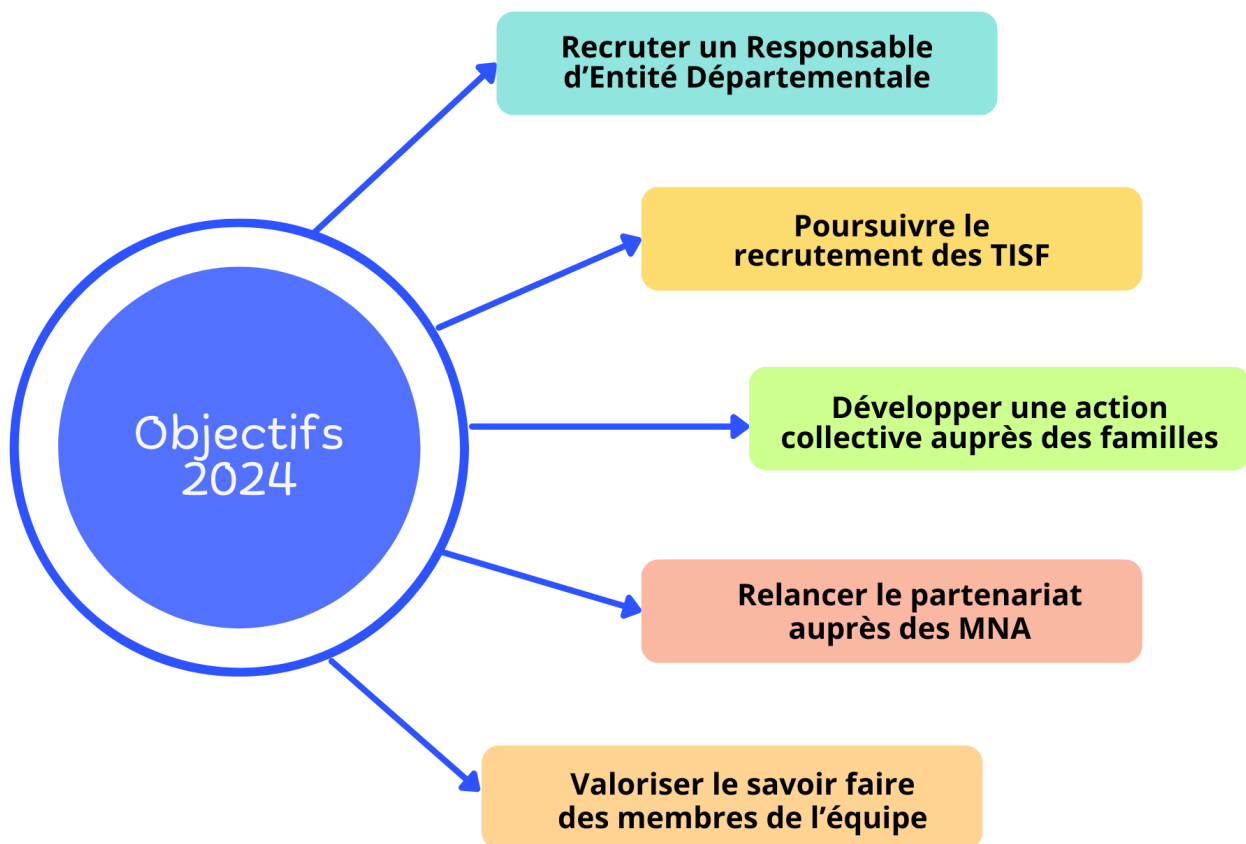 Recruter un Responsable
d’Entité Départementale
Poursuivre le
recrutement des TISF
Objectifs
2024
Développer une action
collective auprès des familles
Relancer le partenariat
auprès des MNA
Valoriser le savoir faire
des membres de l’équipe